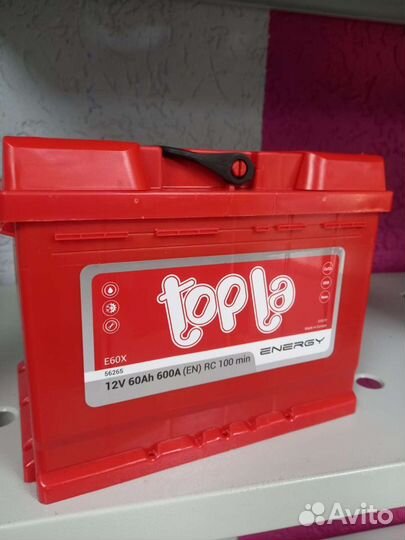 topla
E60X
56265
12V 60Ah 600A (EN) RC 100 min
ENERGY
Avito